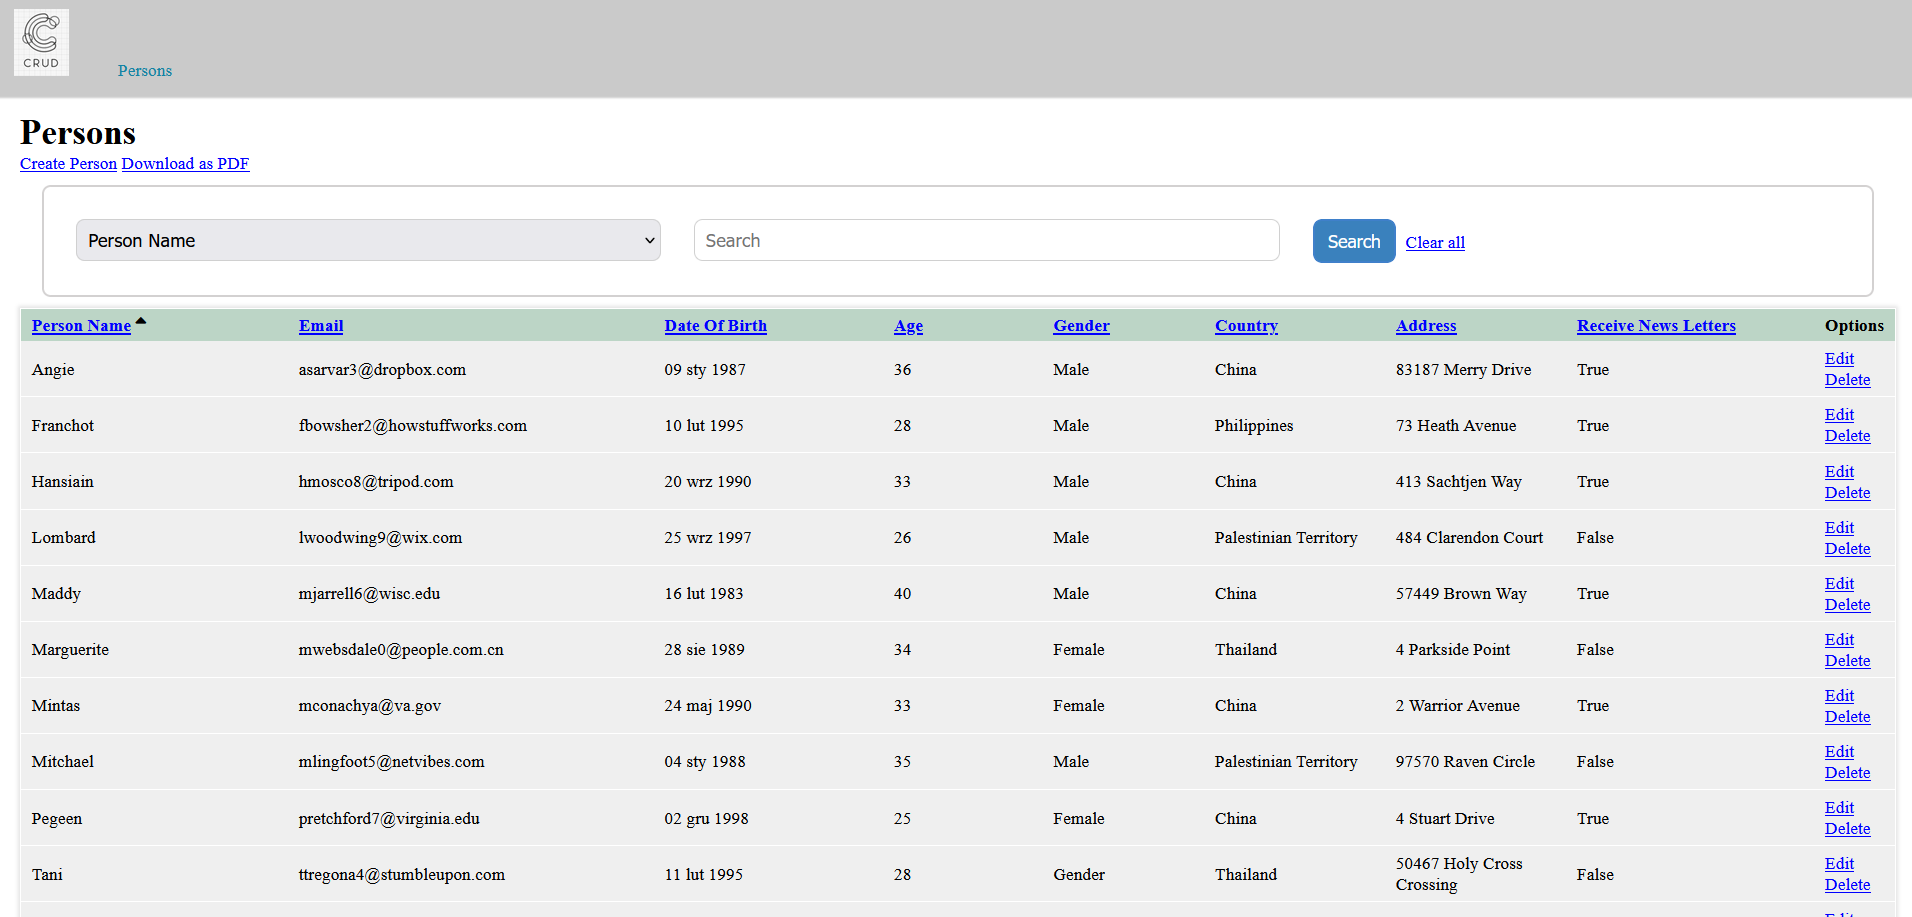 CRUD
Persons
Persons
Create Person Download as PDF
Person Name Search Search Clear all
Person Name Email Date Of Birth Age Gender Country Address Receive News Letters Options
Angie asarvar3@dropbox.com 09 sty 1987 36 Male China 83187 Merry Drive True Edit
Delete
Franchot fbowsher2@howstuffworks.com 10 lut 1995 28 Male Philippines 73 Heath Avenue True Edit
Delete
Hansiain hmosco8@tripod.com 20 wrz 1990 33 Male China 413 Sachtjen Way True Edit
Delete
Lombard lwoodwing9@wix.com 25 wrz 1997 26 Male Palestinian Territory 484 Clarendon Court False Edit
Delete
Maddy mjarrell6@wisc.edu 16 lut 1983 40 Male China 57449 Brown Way True Edit
Delete
Marguerite mwebsdale0@people.com.cn 28 sie 1989 34 Female Thailand 4 Parkside Point False Edit
Delete
Mintas mconachya@va.gov 24 maj 1990 33 Female China 2 Warrior Avenue True Edit
Delete
Mitchael mlingfoot5@netvibes.com 04 sty 1988 35 Male Palestinian Territory 97570 Raven Circle False Edit
Delete
Pegeen pretchford7@virginia.edu 02 gru 1998 25 Female China 4 Stuart Drive True Edit
Delete
Tani ttregona4@stumbleupon.com 11 lut 1995 28 Gender Thailand 50467 Holy Cross False Edit
Crossing Delete